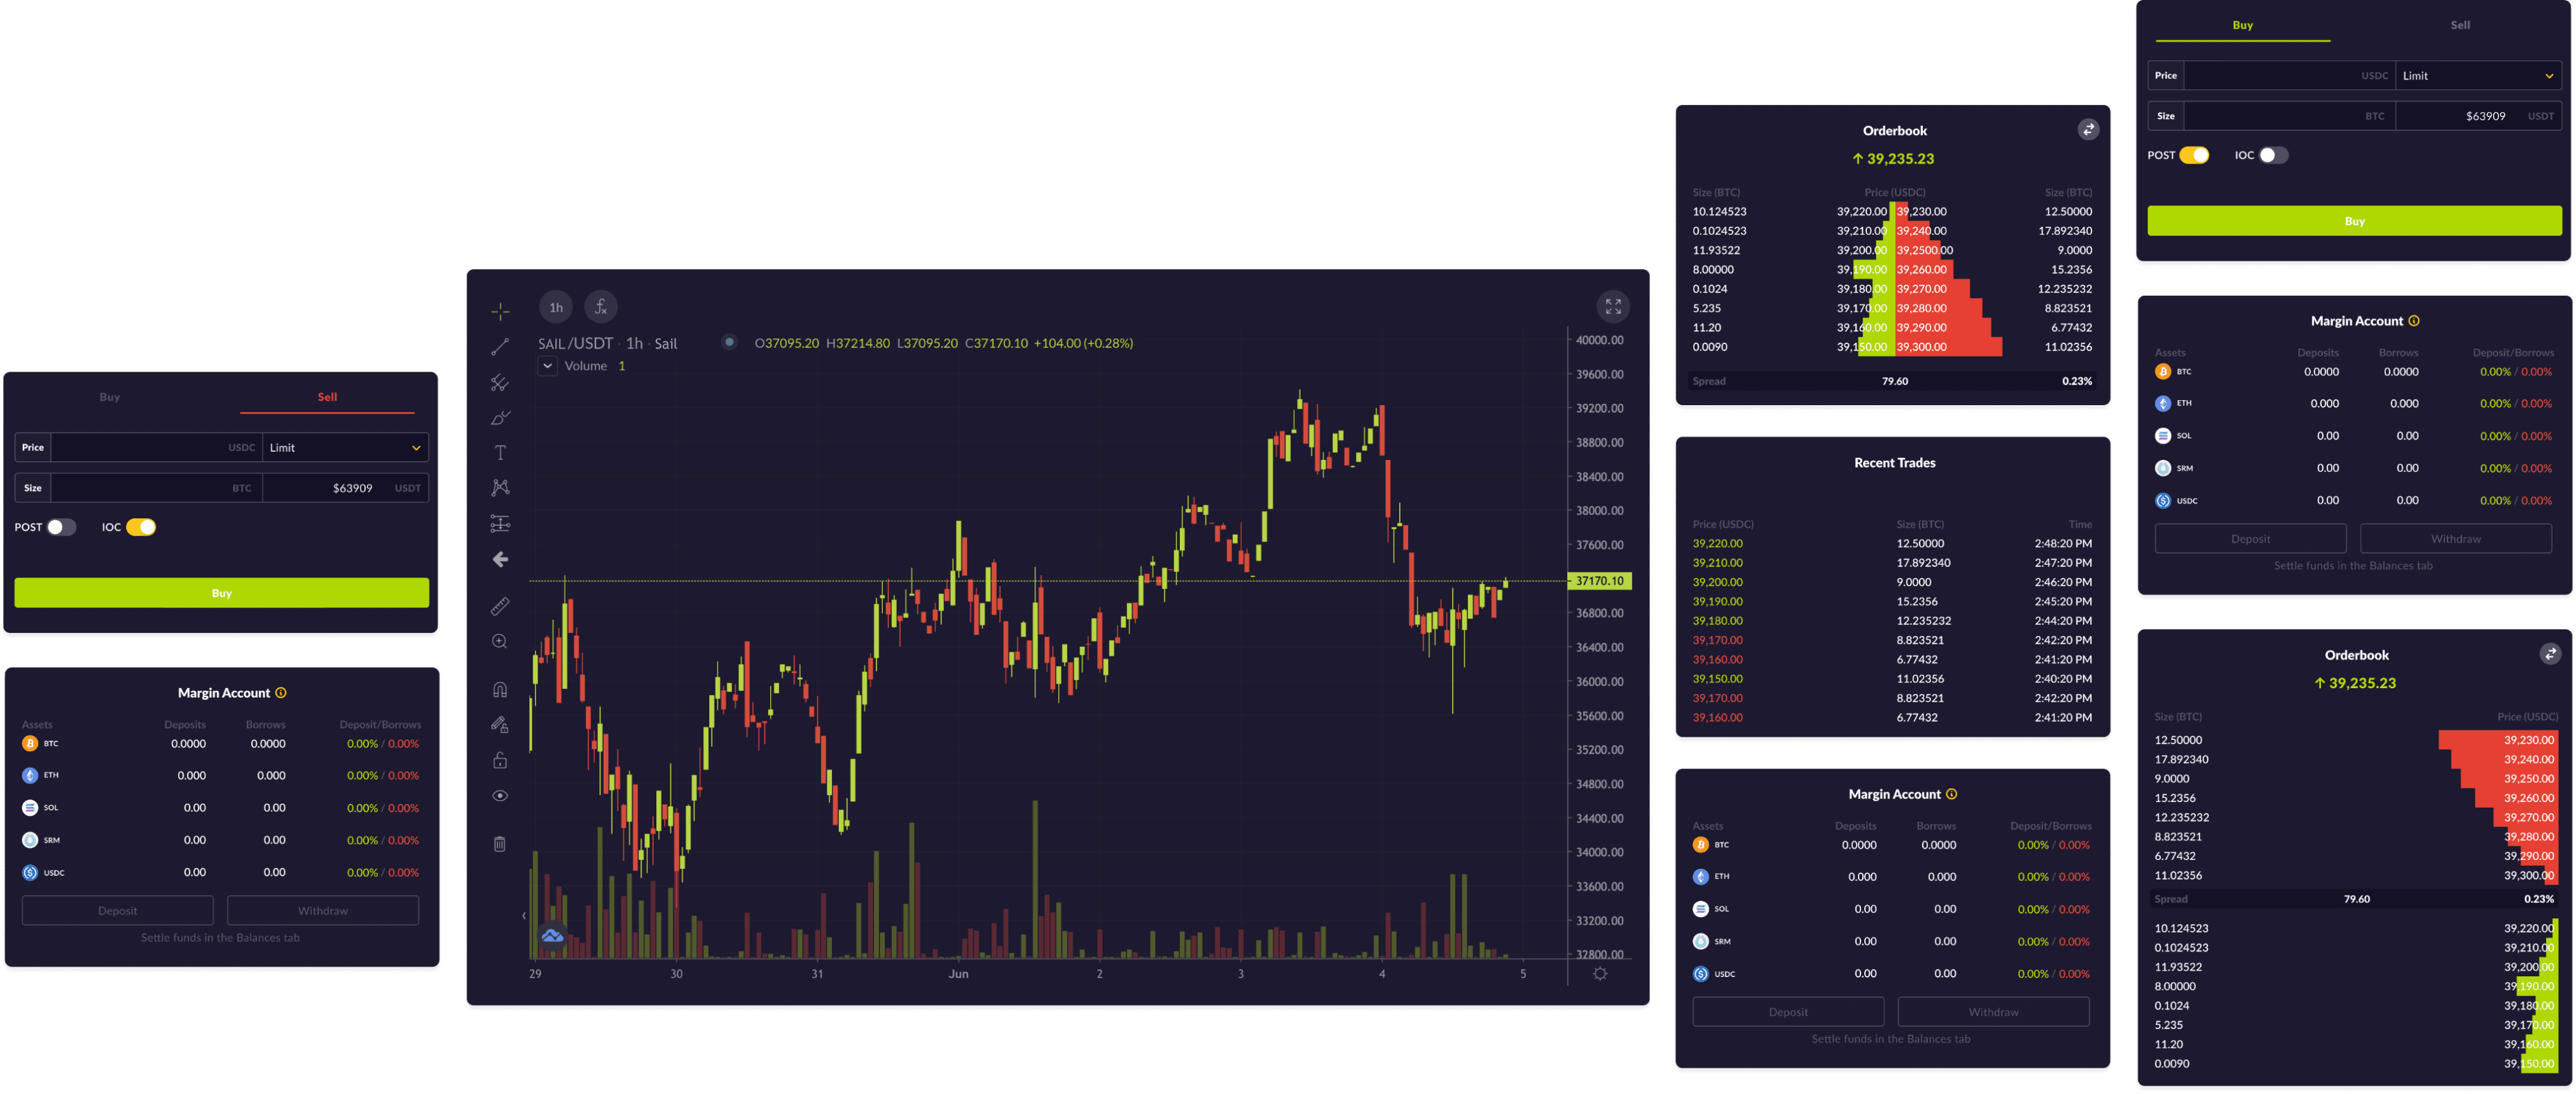 Buy Sell
Price USDC Limit
Size BTC $63909 USDT
POST IOC
Buy
Margin Account
Assets Deposits Borrows Deposit/Borrows
BTC 0.0000 0.0000 0.00% / 0.00%
ETH 0.000 0.000 0.00% / 0.00%
SOL 0.00 0.00 0.00% / 0.00%
SRM 0.00 0.00 0.00% / 0.00%
USDC 0.00 0.00 0.00% / 0.00%
Deposit Withdraw
Settle funds in the Balances tab
1h fx
SAIL/USDT · 1h · Sail O37095.20 H37214.80 L37095.20 C37170.10 +104.00 (+0.28%)
Volume 1
T
40000.00
39600.00
39200.00
38800.00
38400.00
38000.00
37600.00
37170.10
36800.00
36400.00
36000.00
35600.00
35200.00
34800.00
34400.00
34000.00
33600.00
33200.00
32800.00
29 30 31 Jun 2 3 4 5
Orderbook
↑ 39,235.23
Size (BTC) Price (USDC) Size (BTC)
10.124523 39,220.00 39,230.00 12.50000
0.1024523 39,210.00 39,240.00 17.892340
11.93522 39,200.00 39,2500.00 9.0000
8.00000 39,190.00 39,260.00 15.2356
0.1024 39,180.00 39,270.00 12.235232
5.235 39,170.00 39,280.00 8.823521
11.20 39,160.00 39,290.00 6.77432
0.0090 39,150.00 39,300.00 11.02356
Spread 79.60 0.23%
Recent Trades
Price (USDC) Size (BTC) Time
39,220.00 12.50000 2:48:20 PM
39,210.00 17.892340 2:47:20 PM
39,200.00 9.0000 2:46:20 PM
39,190.00 15.2356 2:45:20 PM
39,180.00 12.235232 2:44:20 PM
39,170.00 8.823521 2:42:20 PM
39,160.00 6.77432 2:41:20 PM
39,150.00 11.02356 2:40:20 PM
39,170.00 8.823521 2:42:20 PM
39,160.00 6.77432 2:41:20 PM
Margin Account
Assets Deposits Borrows Deposit/Borrows
BTC 0.0000 0.0000 0.00% / 0.00%
ETH 0.000 0.000 0.00% / 0.00%
SOL 0.00 0.00 0.00% / 0.00%
SRM 0.00 0.00 0.00% / 0.00%
USDC 0.00 0.00 0.00% / 0.00%
Deposit Withdraw
Settle funds in the Balances tab
Buy Sell
Price USDC Limit
Size BTC $63909 USDT
POST IOC
Buy
Margin Account
Assets Deposits Borrows Deposit/Borrows
BTC 0.0000 0.0000 0.00% / 0.00%
ETH 0.000 0.000 0.00% / 0.00%
SOL 0.00 0.00 0.00% / 0.00%
SRM 0.00 0.00 0.00% / 0.00%
USDC 0.00 0.00 0.00% / 0.00%
Deposit Withdraw
Settle funds in the Balances tab
Orderbook
↑ 39,235.23
Size (BTC) Price (USDC)
12.50000 39,230.00
17.892340 39,240.00
9.0000 39,250.00
15.2356 39,260.00
12.235232 39,270.00
8.823521 39,280.00
6.77432 39,290.00
11.02356 39,300.00
Spread 79.60 0.23%
10.124523 39,220.00
0.1024523 39,210.00
11.93522 39,200.00
8.00000 39,190.00
0.1024 39,180.00
5.235 39,170.00
11.20 39,160.00
0.0090 39,150.00